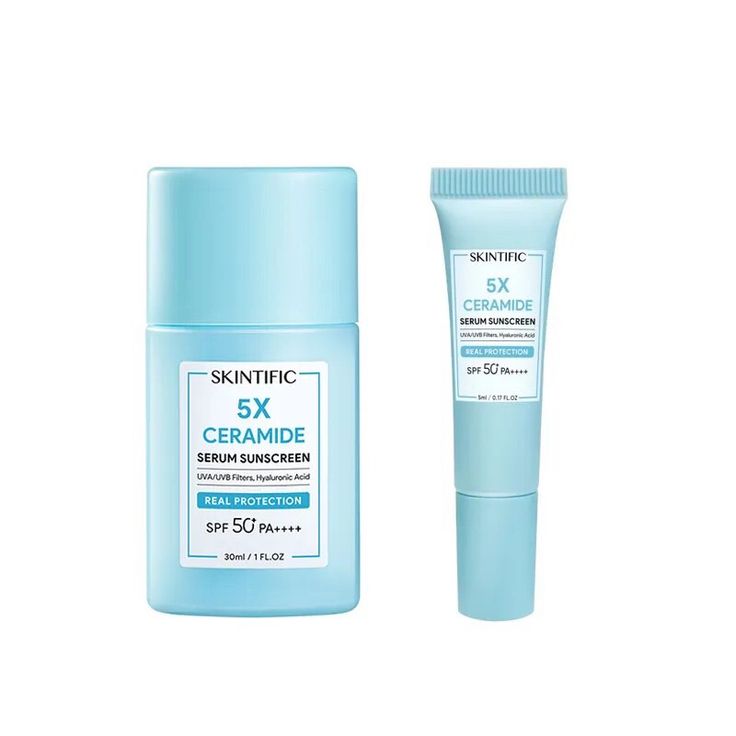 SKINTIFIC
5X
CERAMIDE
SERUM SUNSCREEN
UVA/UVB Filters, Hyaluronic Acid
REAL PROTECTION
SPF 50+ PA++++
30ml / 1 FL.OZ
SKINTIFIC
5X
CERAMIDE
SERUM SUNSCREEN
UVA/UVB Filters, Hyaluronic Acid
REAL PROTECTION
SPF 50+ PA++++
5ml / 0.17 FL.OZ